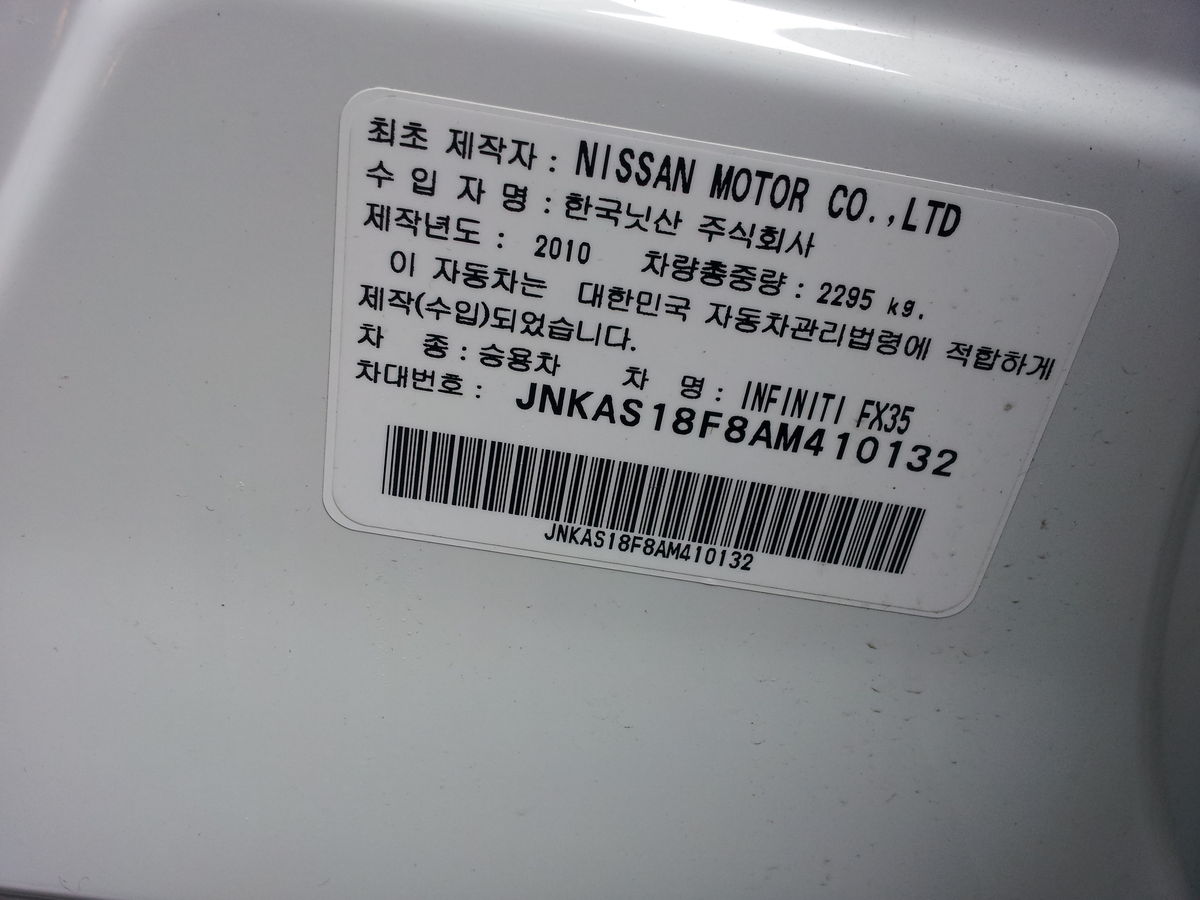 최초 제작자 : NISSAN MOTOR CO.,LTD
수 입 자 명 : 한국닛산 주식회사
제작년도 : 2010 차량총중량 : 2295 kg.
이 자동차는 대한민국 자동차관리법령에 적합하게
제작(수입)되었습니다.
차 종 : 승용차 차 명 : INFINITI FX35
차대번호 : JNKAS18F8AM410132
JNKAS18F8AM410132